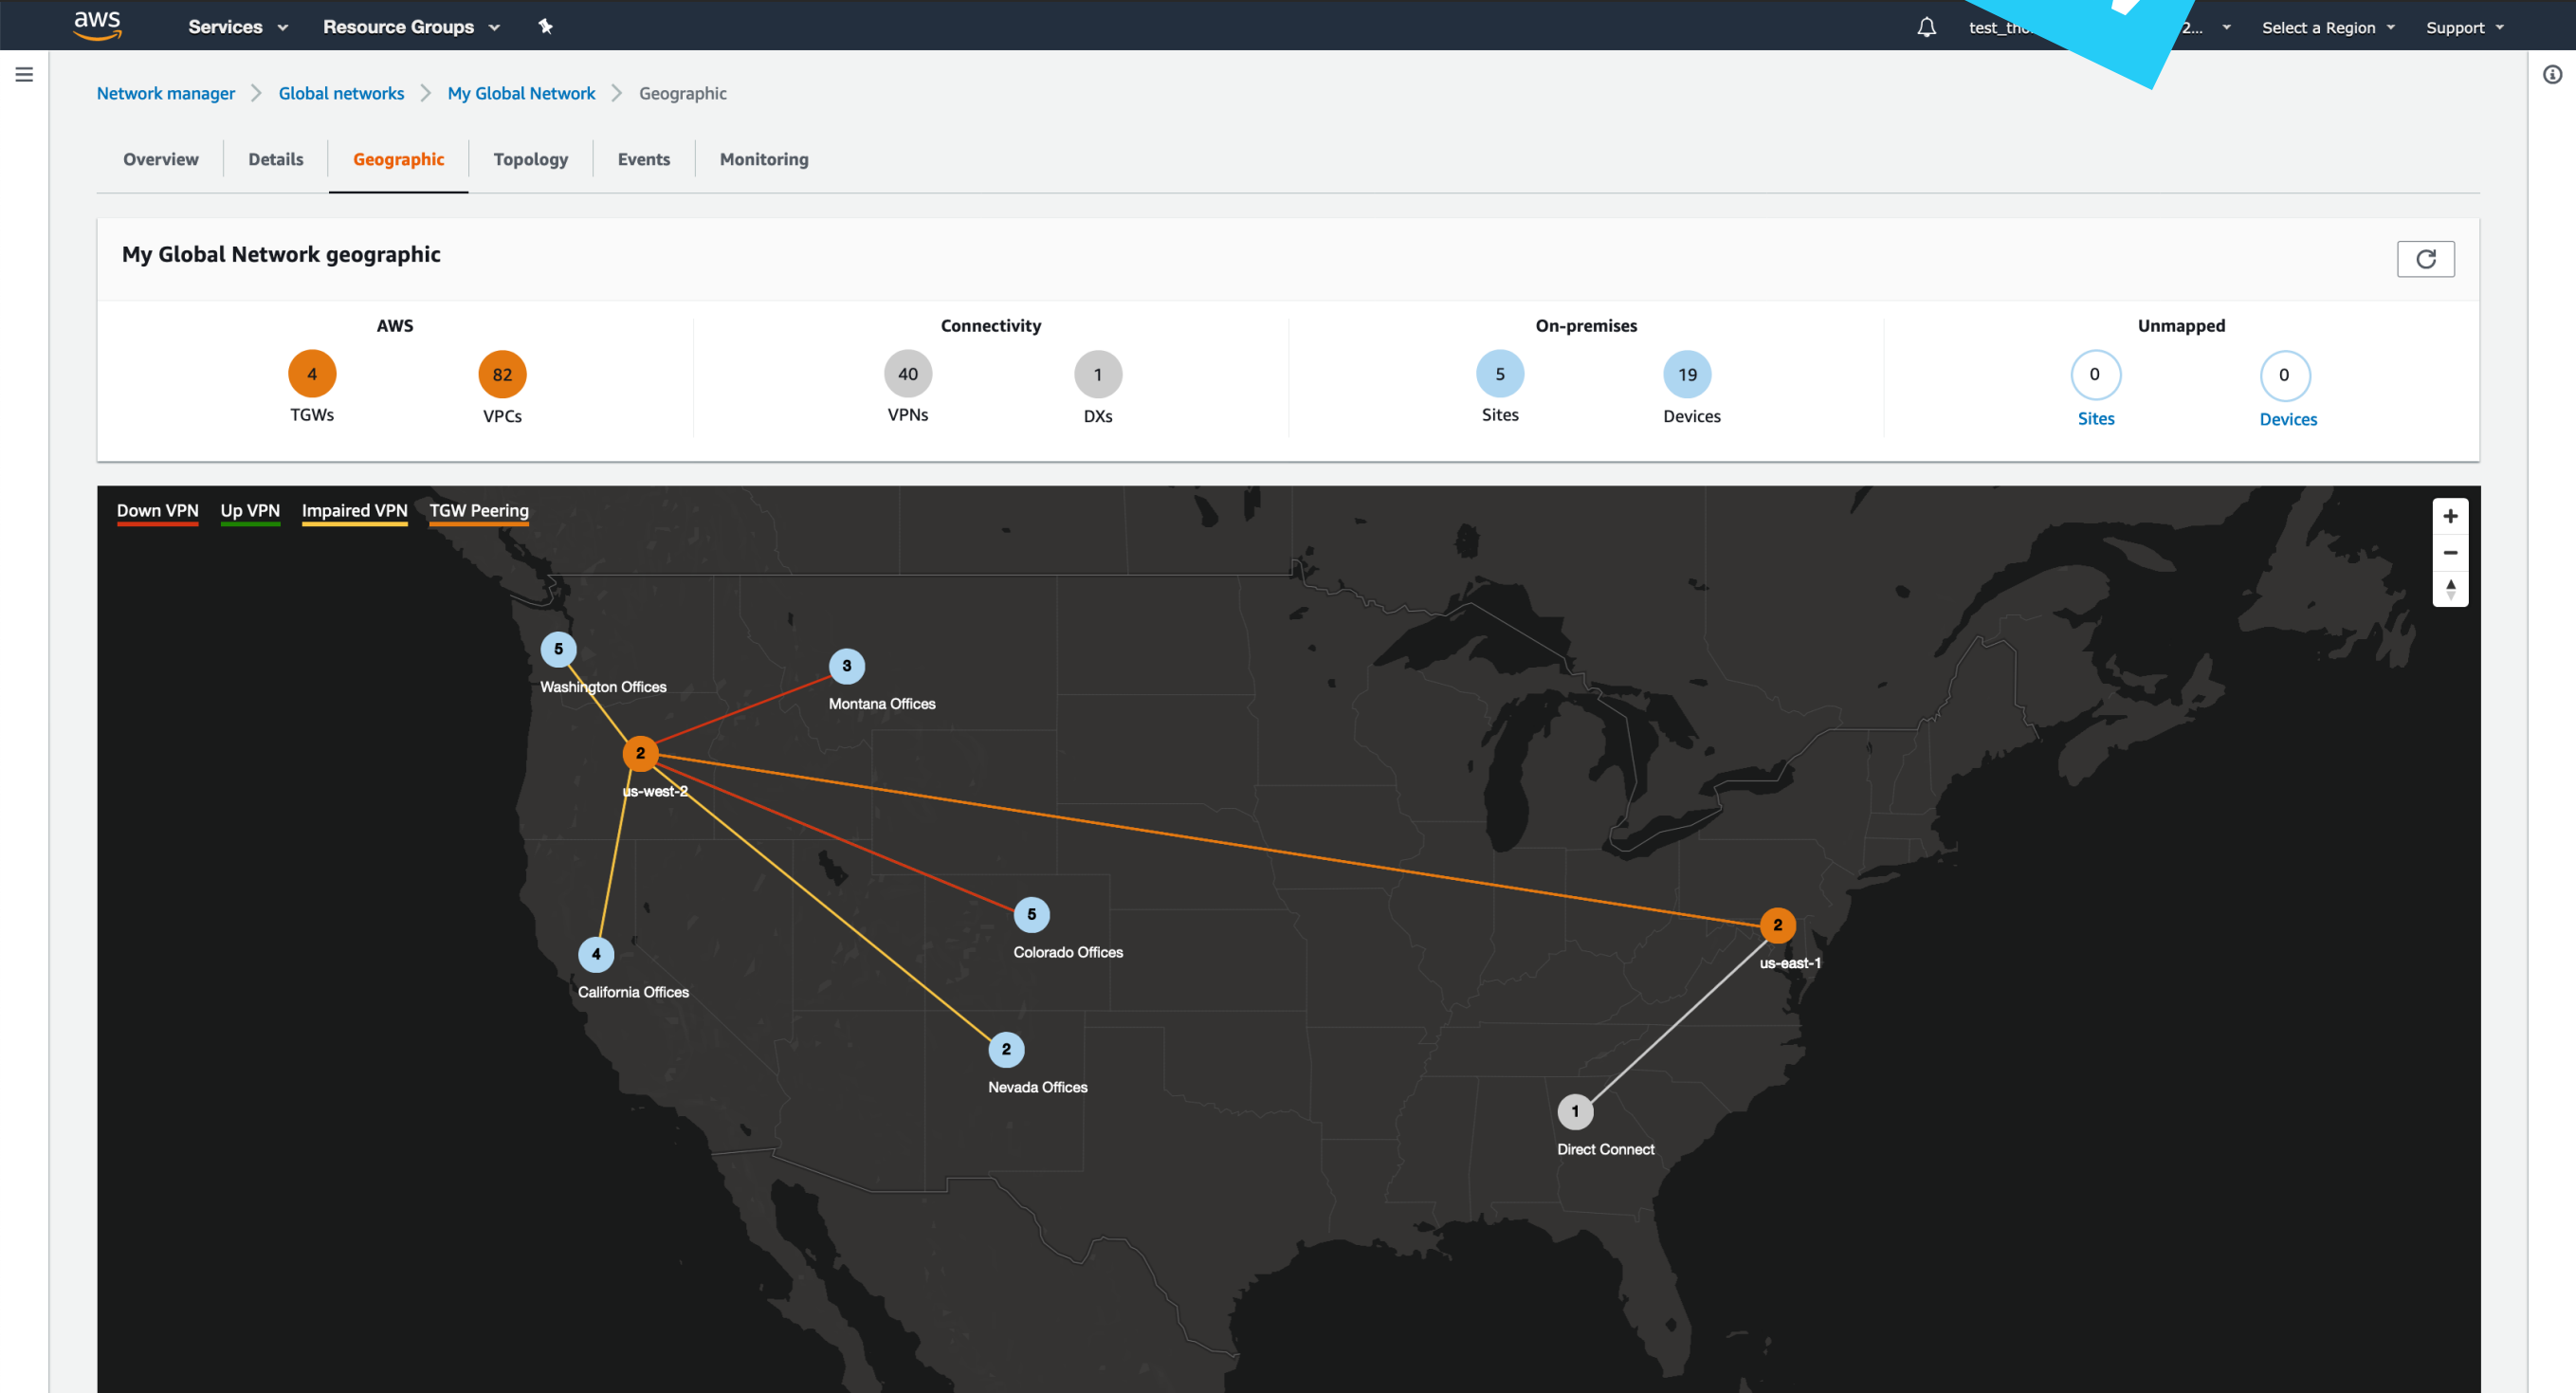 aws Services Resource Groups Select a Region Support
Network manager Global networks My Global Network Geographic
Overview Details Geographic Topology Events Monitoring
My Global Network geographic
AWS Connectivity On-premises Unmapped
4 82 40 1 5 19 0 0
TGWs VPCs VPNs DXs Sites Devices Sites Devices
Down VPN Up VPN Impaired VPN TGW Peering
5
Washington Offices
3
Montana Offices
2
us-west-2
5
Colorado Offices
2
us-east-1
4
California Offices
2
Nevada Offices
1
Direct Connect